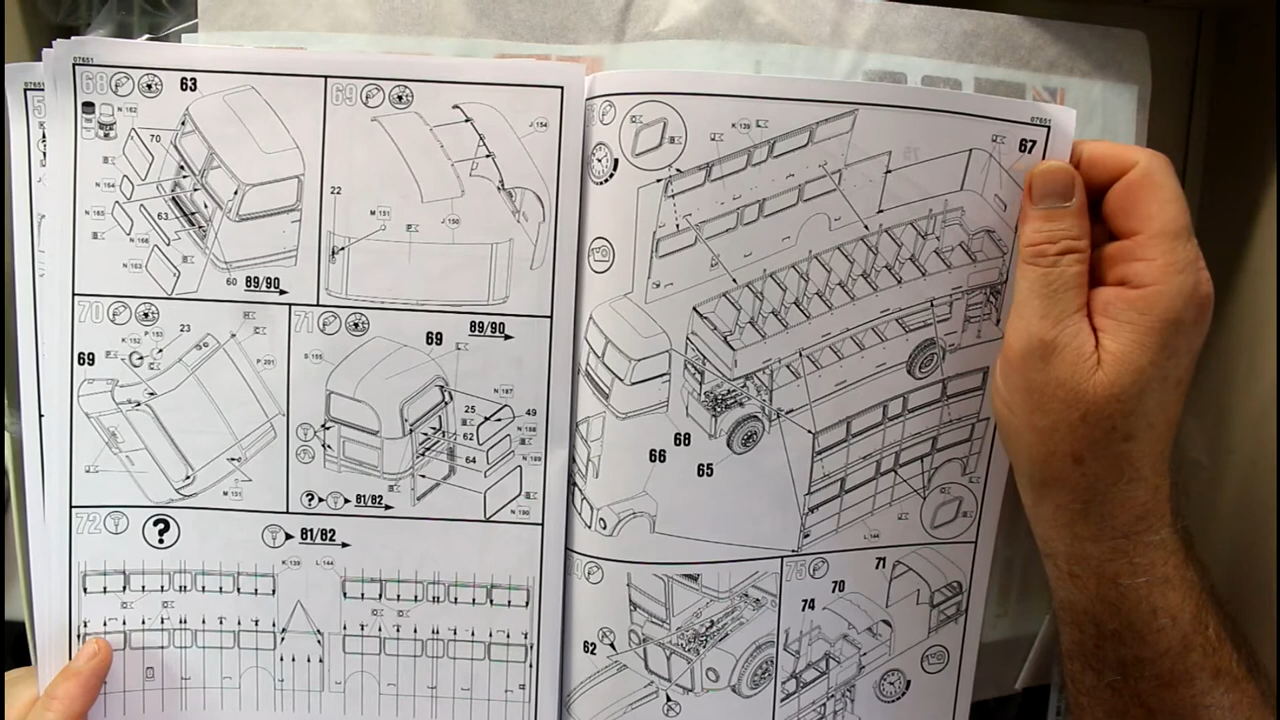 07651
07651
07651
68
63
N 162
70
N 164
N 165
63
N 166
N 163
60
89/90
69
J 154
22
M 151
P
J 150
70
P 153
23
K 152
H
69
P 201
M 151
71
69
89/90
S 155
N 187
25
49
N 188
62
64
N 189
?
81/82
N 190
72
?
81/82
K 139
L 144
K 139
67
68
66
65
L 144
62
75
71
70
74